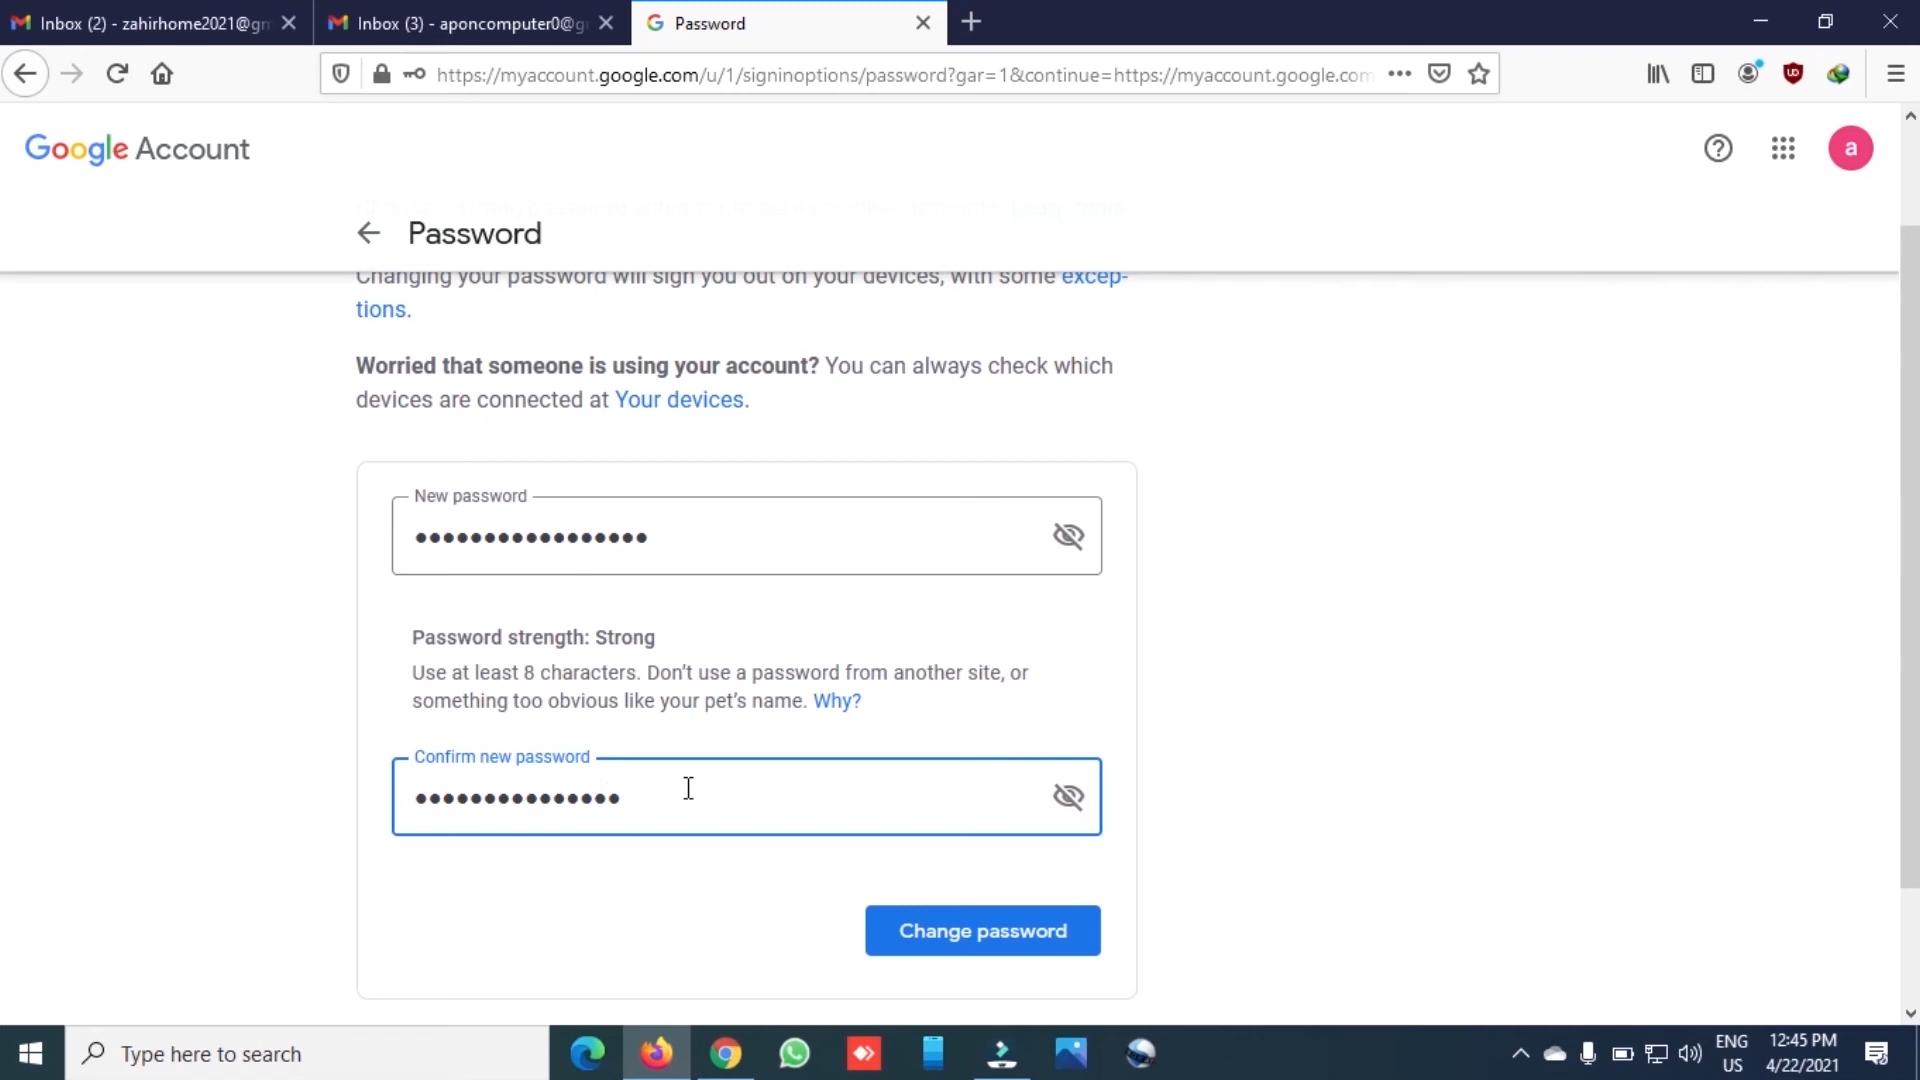 Inbox (2) - zahirhome2021@gm
Inbox (3) - aponcomputer0@g
Password
https://myaccount.google.com/u/1/signinoptions/password?gar=1&continue=https://myaccount.google.com
Google Account
a
Password
Changing your password will sign you out on your devices, with some excep-
tions.
Worried that someone is using your account? You can always check which
devices are connected at Your devices.
New password
•••••••••••••••••
Password strength: Strong
Use at least 8 characters. Don't use a password from another site, or
something too obvious like your pet's name. Why?
Confirm new password
•••••••••••••••
Change password
Type here to search
ENG
US
12:45 PM
4/22/2021